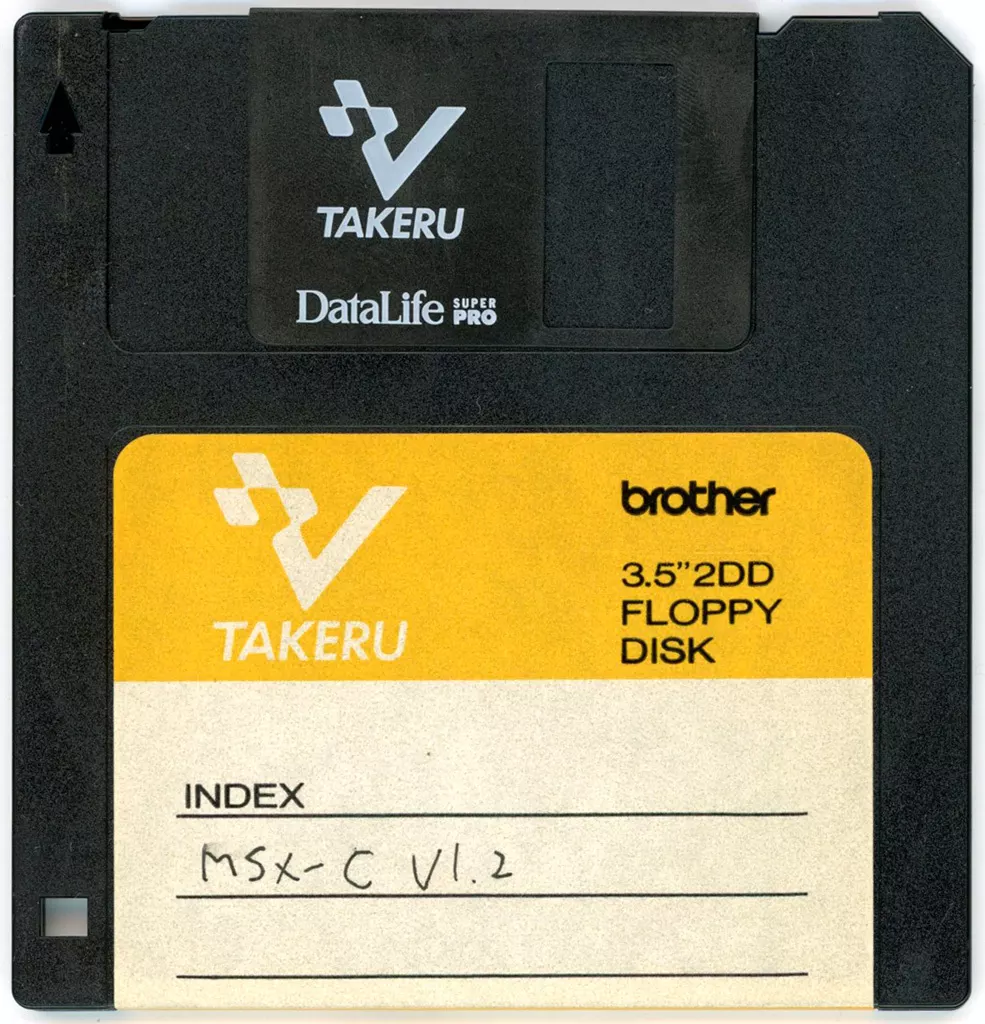 TAKERU
DataLife SUPER PRO
TAKERU
brother
3.5”2DD
FLOPPY
DISK
INDEX
MSX-C V1.2